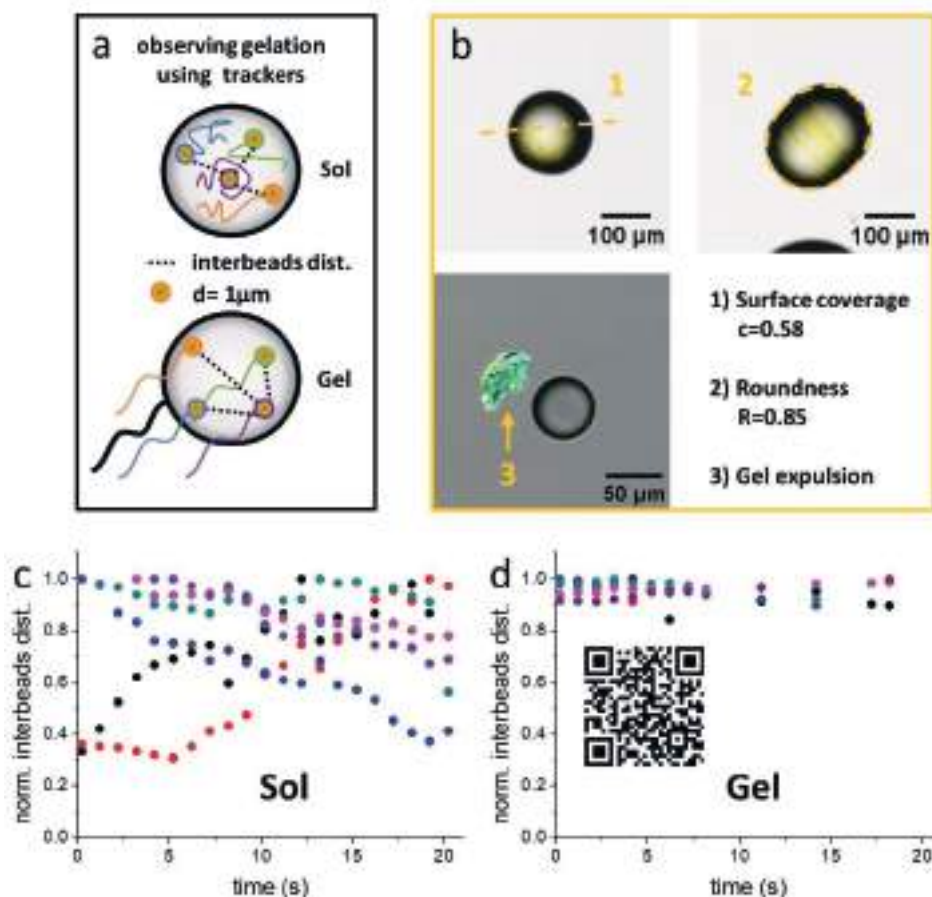 a
observing gelation
using trackers
Sol
interbeads dist.
d= 1μm
Gel
b
1
100 μm
2
100 μm
3
50 μm
1) Surface coverage
c=0.58
2) Roundness
R=0.85
3) Gel expulsion
c
norm. interbeads dist.
1.0
0.8
0.6
0.4
0.2
0.0
Sol
0
5
10
15
20
time (s)
d
norm. interbeads dist.
1.0
0.8
0.6
0.4
0.2
0.0
Gel
0
5
10
15
20
time (s)